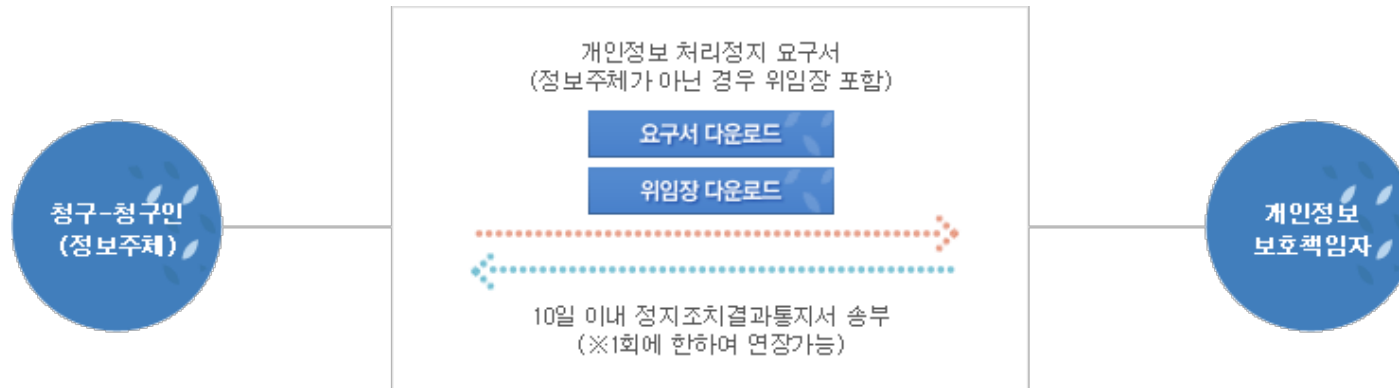 개인정보 처리정지 요구서
(정보주체가 아닌 경우 위임장 포함)
요구서 다운로드
위임장 다운로드
청구-청구인
(정보주체)
개인정보
보호책임자
10일 이내 정지조치결과통지서 송부
(※1회에 한하여 연장가능)